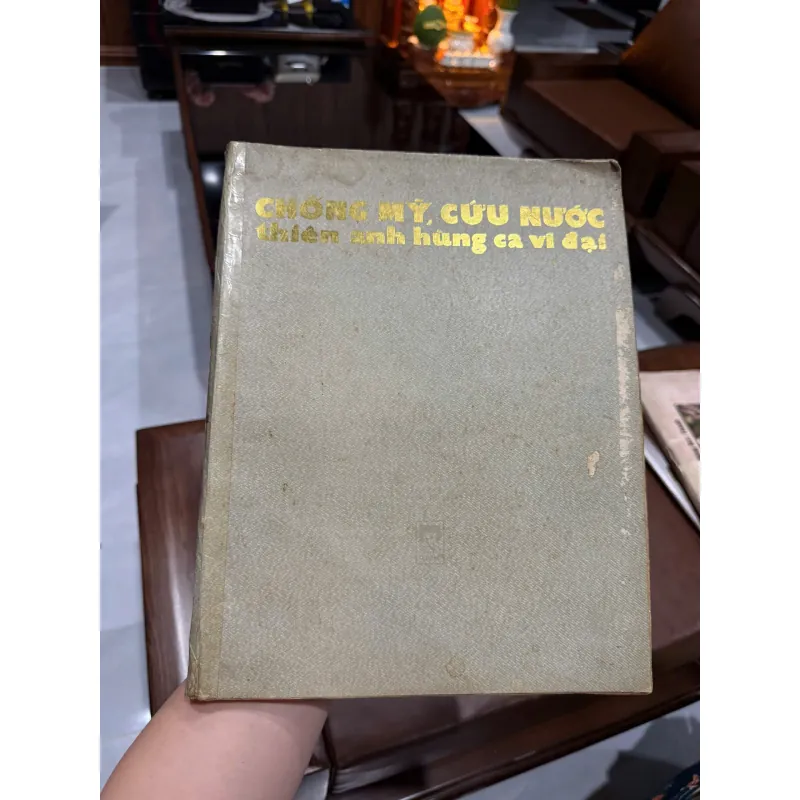 CHỐNG MỸ, CỨU NƯỚC
thiên anh hùng ca vĩ đại